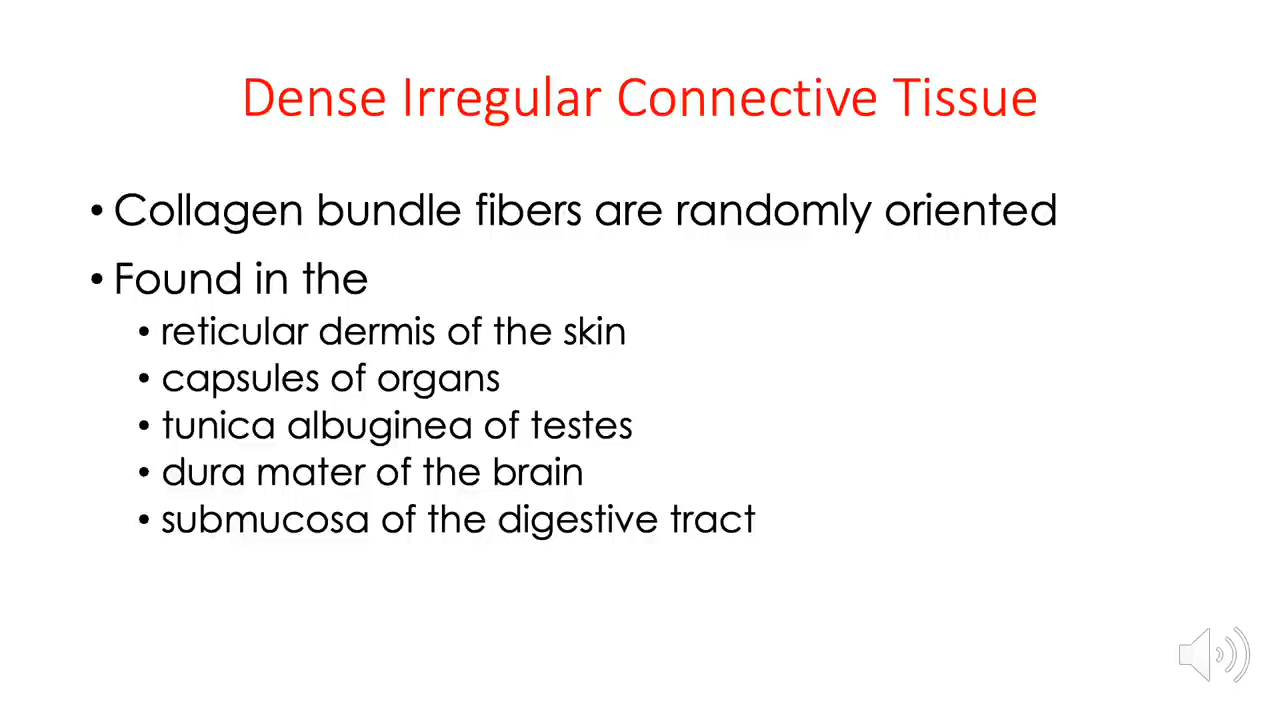 Dense Irregular Connective Tissue
• Collagen bundle fibers are randomly oriented
• Found in the
• reticular dermis of the skin
• capsules of organs
• tunica albuginea of testes
• dura mater of the brain
• submucosa of the digestive tract